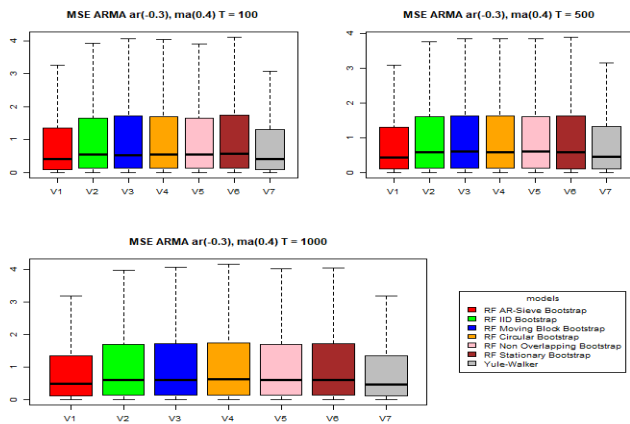 MSE ARMA ar(-0.3), ma(0.4) T = 100
4
3
2
1
0
V1 V2 V3 V4 V5 V6 V7
MSE ARMA ar(-0.3), ma(0.4) T = 500
4
3
2
1
0
V1 V2 V3 V4 V5 V6 V7
MSE ARMA ar(-0.3), ma(0.4) T = 1000
4
3
2
1
0
V1 V2 V3 V4 V5 V6 V7
models
RF AR-Sieve Bootstrap
RF IID Bootstrap
RF Moving Block Bootstrap
RF Circular Bootstrap
RF Non Overlapping Bootstrap
RF Stationary Bootstrap
Yule-Walker